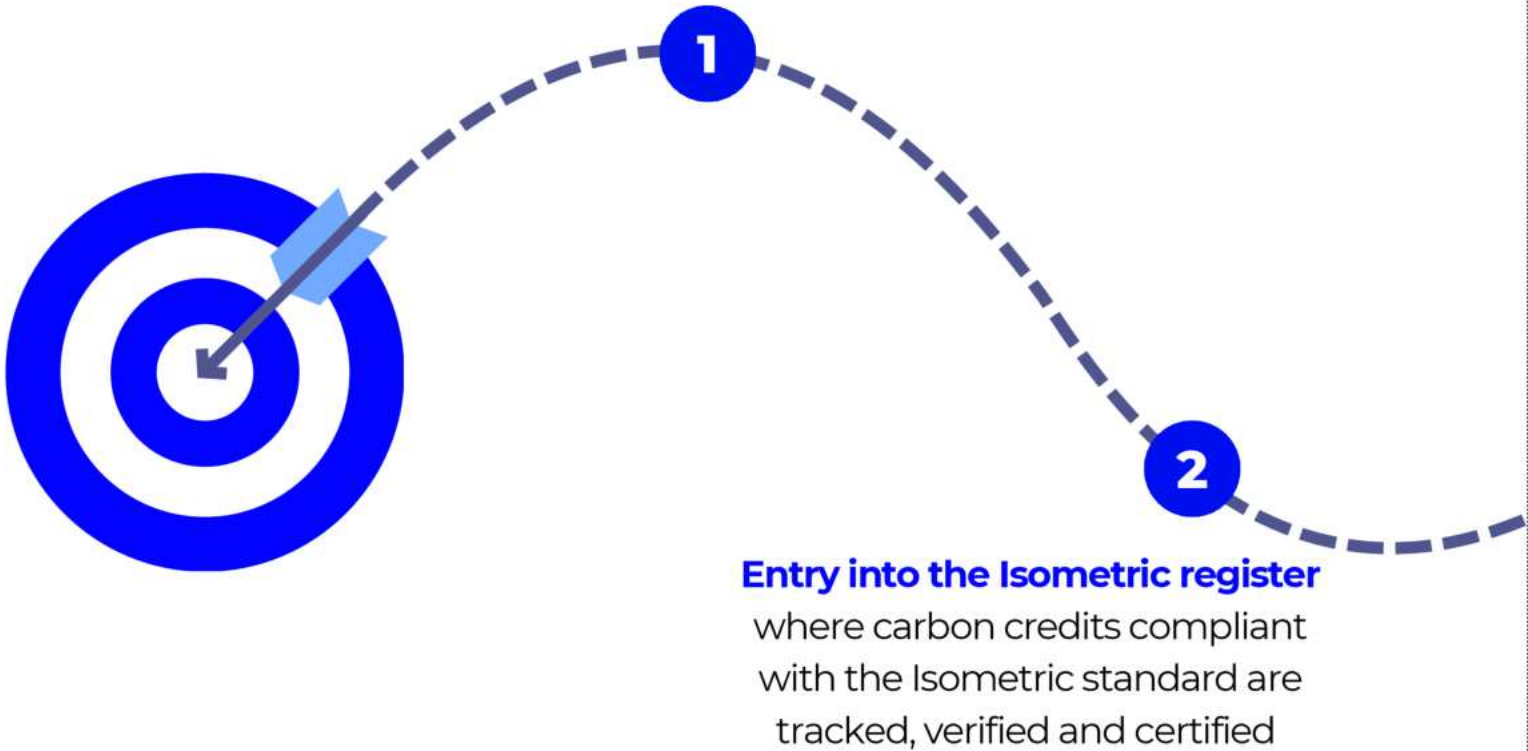 1
2
Entry into the Isometric register
where carbon credits compliant
with the Isometric standard are
tracked, verified and certified